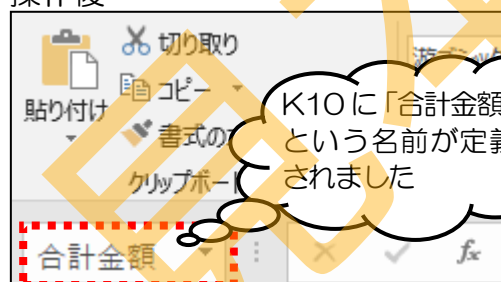 操作後
切り取り
コピー
貼り付け
書式の
クリップボード
K10に「合計金額
という名前が定義
されました
合計金額
fx